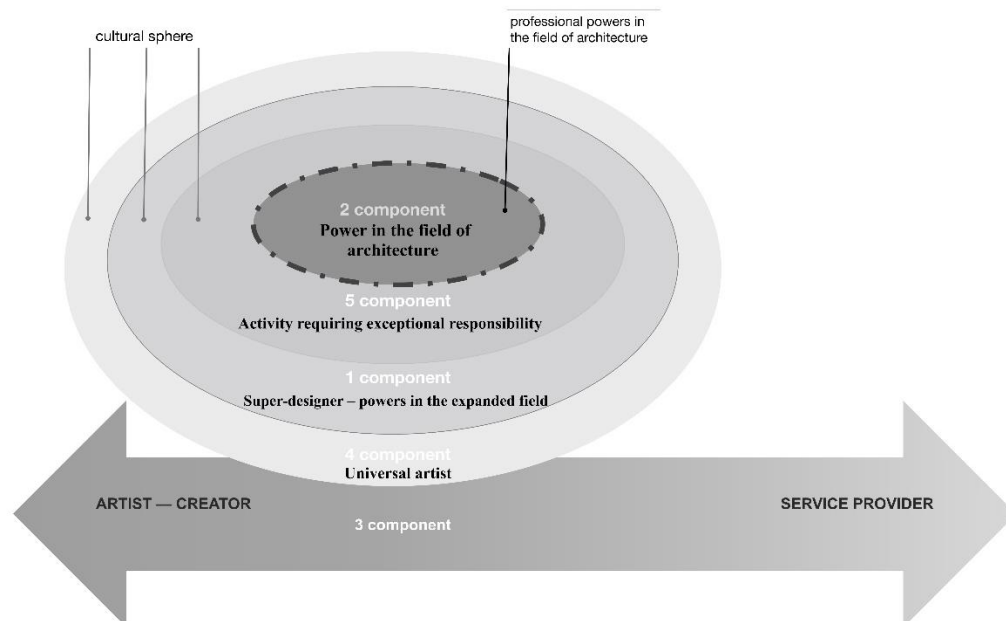 professional powers in
the field of architecture
cultural sphere
2 component
Power in the field of
architecture
5 component
Activity requiring exceptional responsibility
1 component
Super-designer – powers in the expanded field
4 component
Universal artist
ARTIST — CREATOR
SERVICE PROVIDER
3 component